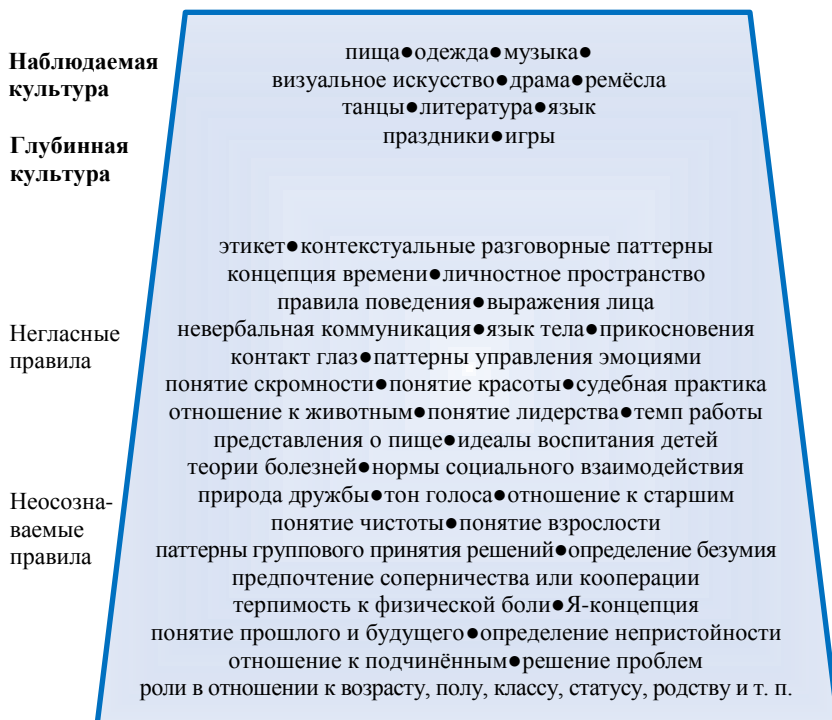 Наблюдаемая
культура
пища●одежда●музыка●
визуальное искусство●драма●ремёсла
танцы●литература●язык
праздники●игры
Глубинная
культура
этикет●контекстуальные разговорные паттерны
концепция времени●личностное пространство
правила поведения●выражения лица
Негласные
правила
невербальная коммуникация●язык тела●прикосновения
контакт глаз●паттерны управления эмоциями
понятие скромности●понятие красоты●судебная практика
отношение к животным●понятие лидерства●темп работы
представления о пище●идеалы воспитания детей
теории болезней●нормы социального взаимодействия
Неосозна-
ваемые
правила
природа дружбы●тон голоса●отношение к старшим
понятие чистоты●понятие взрослости
паттерны группового принятия решений●определение безумия
предпочтение соперничества или кооперации
терпимость к физической боли●Я-концепция
понятие прошлого и будущего●определение непристойности
отношение к подчинённым●решение проблем
роли в отношении к возрасту, полу, классу, статусу, родству и т. п.